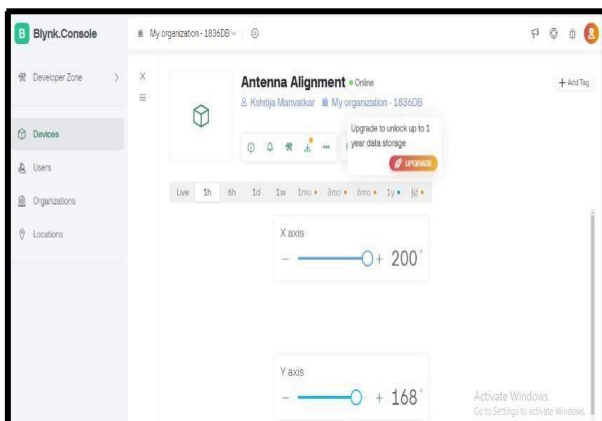 B Blynk.Console
My organization - 1836DB
Developer Zone
Devices
Users
Organizations
Locations
Antenna Alignment • Online
+ Add Tag
Kshitija Manvatkar My organization - 1836DB
Upgrade to unlock up to 1
year data storage
UPGRADE
Live 1h 6h 1d 1w 1mo • 3mo • 6mo • 1y •
X axis
− + 200°
Y axis
− + 168°
Activate Windows
Go to Settings to activate Windows.